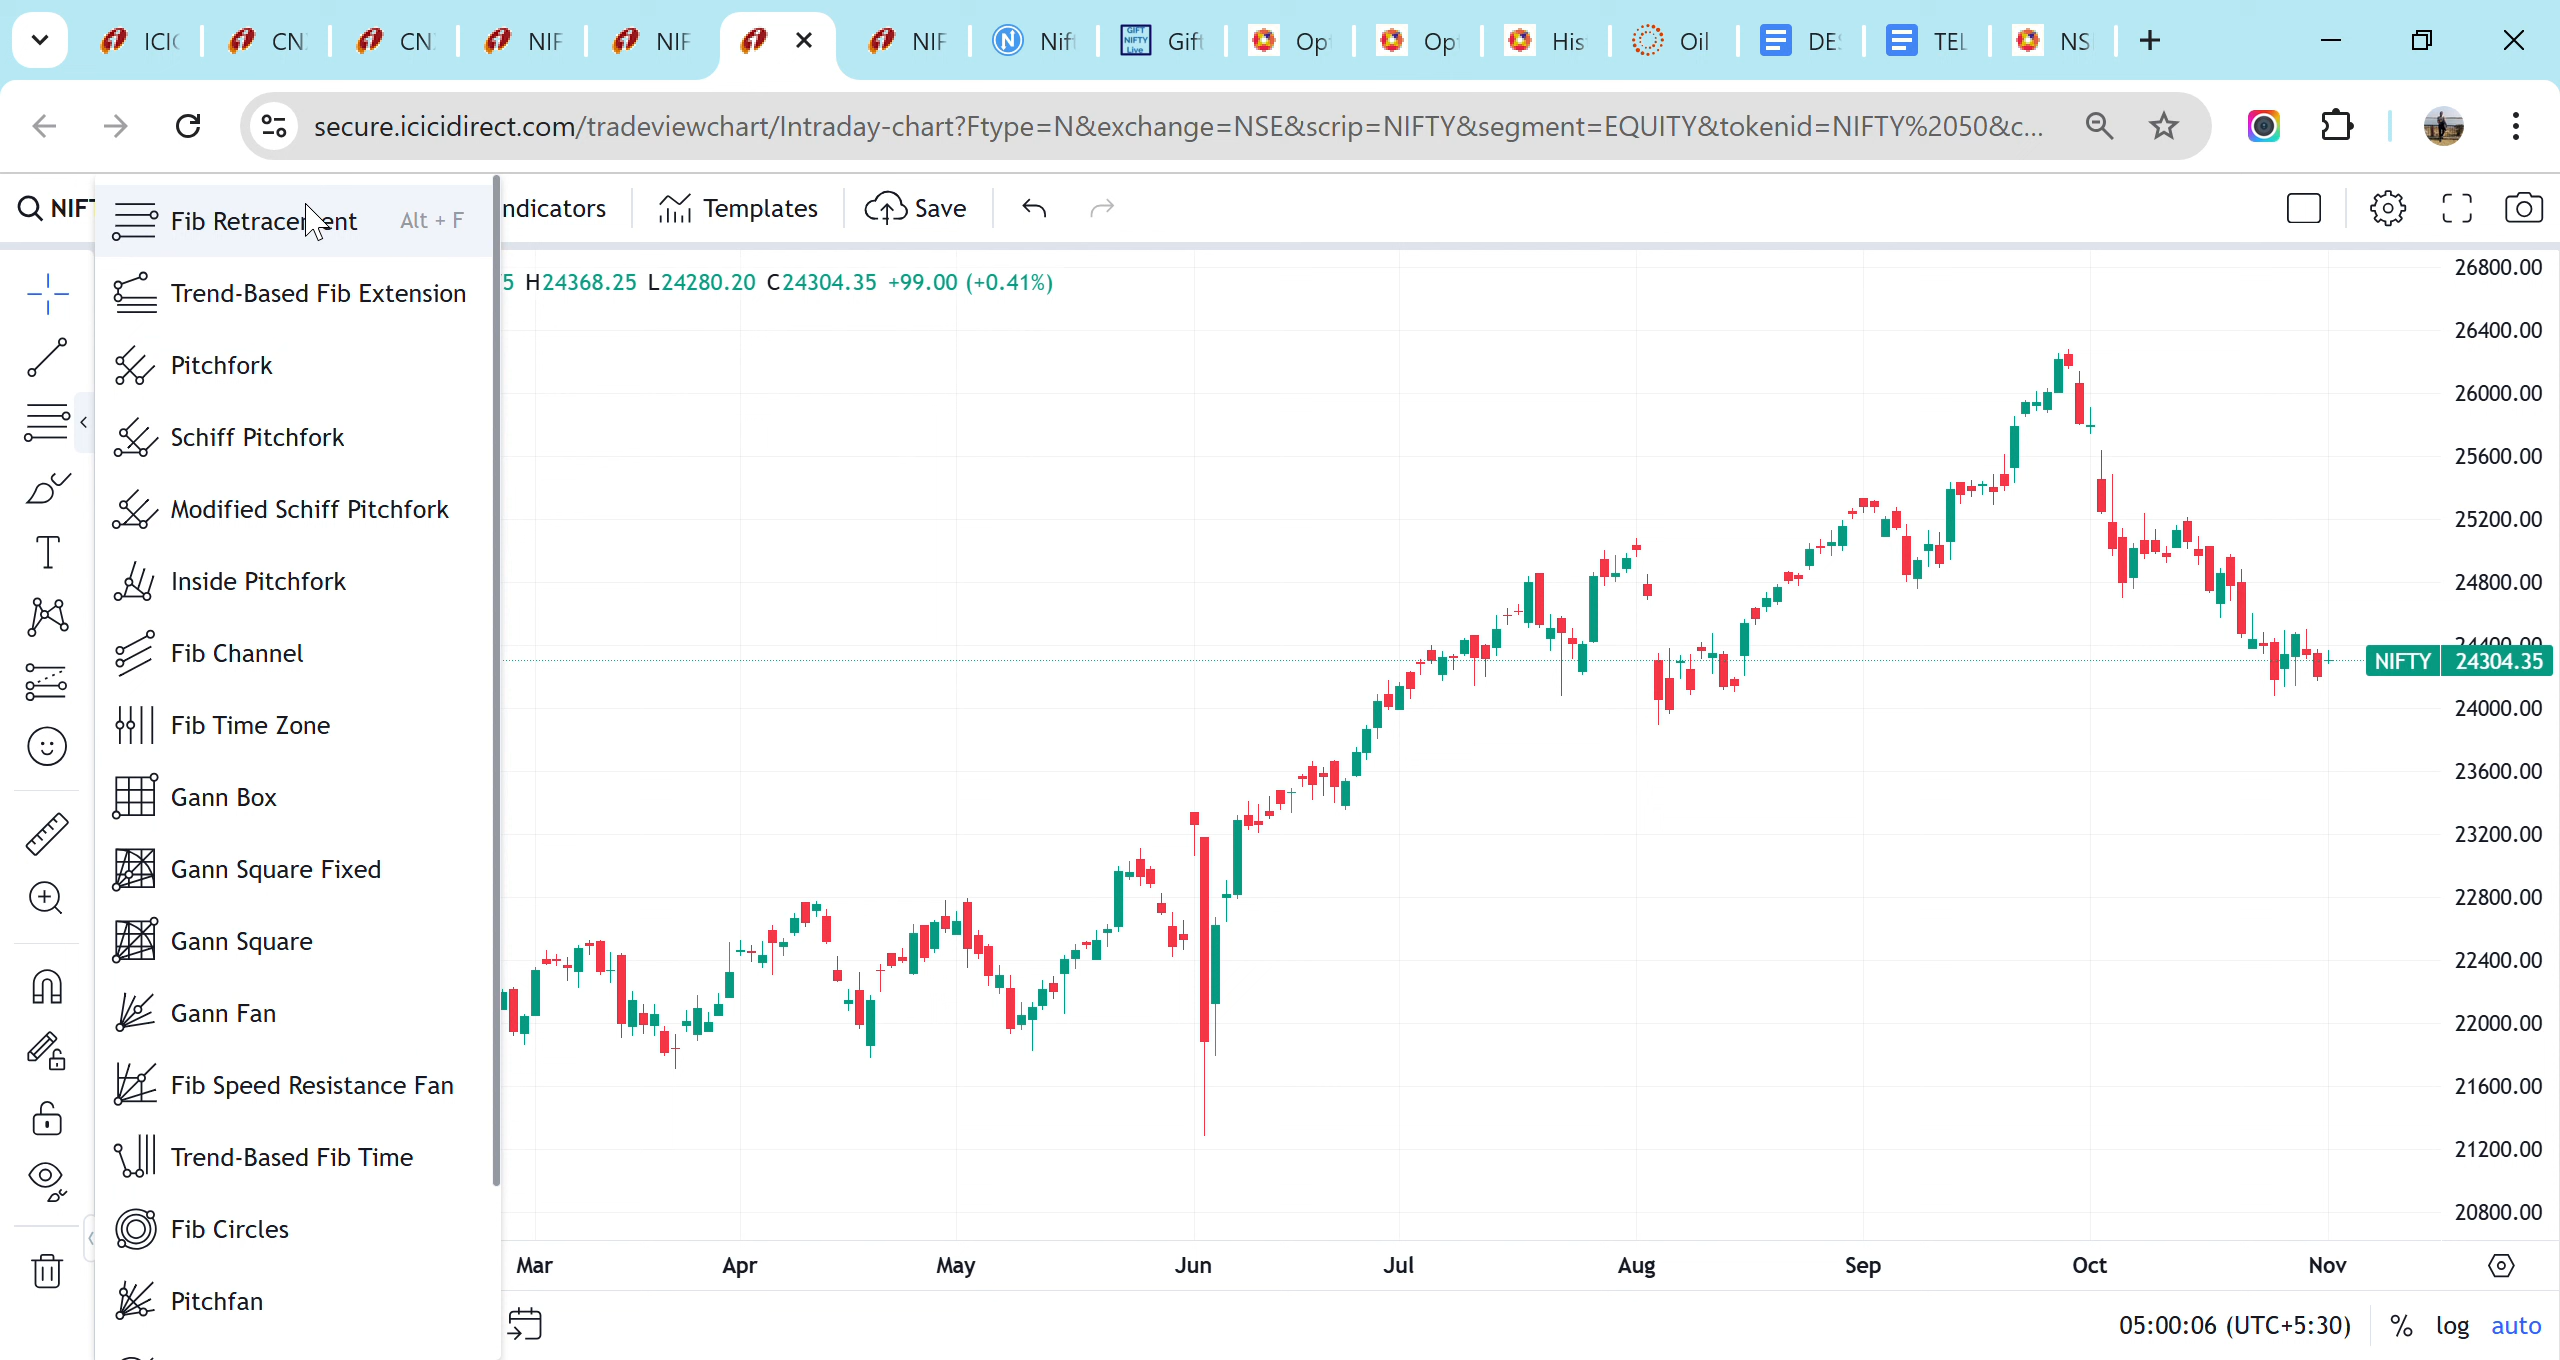 ICIC CN CN NIF NIF NIF Nif Gift Op Op His Oil DE TEL NS
secure.icicidirect.com/tradeviewchart/Intraday-chart?Ftype=N&exchange=NSE&scrip=NIFTY&segment=EQUITY&tokenid=NIFTY%2050&c...
NIFT
ndicators Templates Save
Fib Retracement Alt + F
5 H24368.25 L24280.20 C24304.35 +99.00 (+0.41%)
Trend-Based Fib Extension
Pitchfork
Schiff Pitchfork
Modified Schiff Pitchfork
Inside Pitchfork
Fib Channel
Fib Time Zone
Gann Box
Gann Square Fixed
Gann Square
Gann Fan
Fib Speed Resistance Fan
Trend-Based Fib Time
Fib Circles
Pitchfan
26800.00
26400.00
26000.00
25600.00
25200.00
24800.00
24400.00
NIFTY 24304.35
24000.00
23600.00
23200.00
22800.00
22400.00
22000.00
21600.00
21200.00
20800.00
Mar Apr May Jun Jul Aug Sep Oct Nov
05:00:06 (UTC+5:30) % log auto